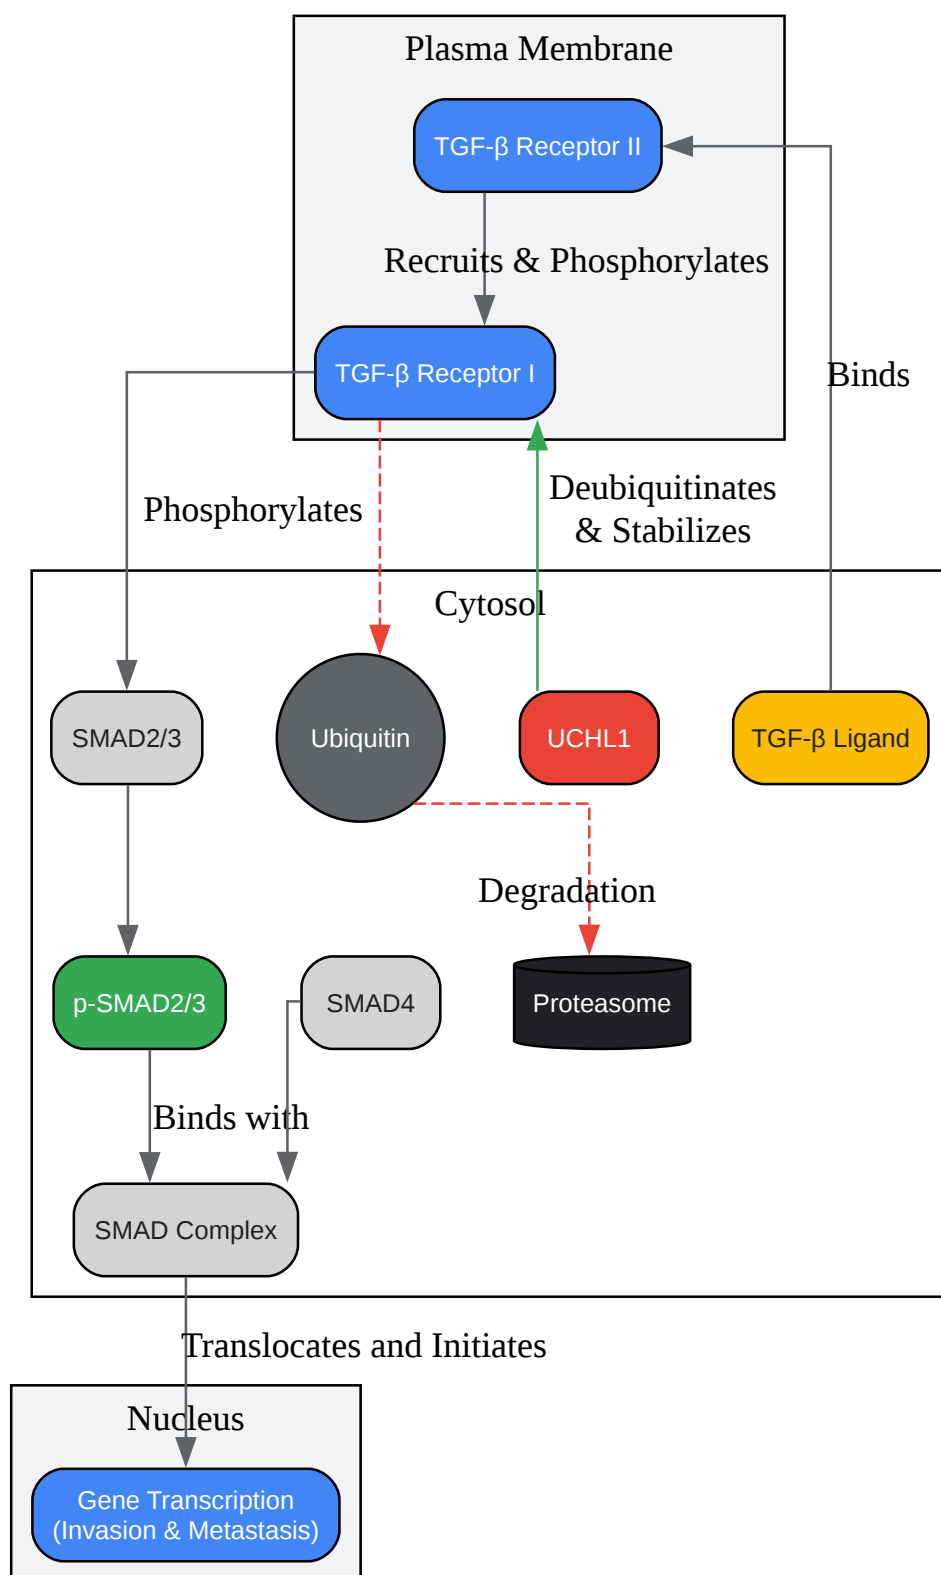 Plasma Membrane
TGF-β Receptor II
Recruits & Phosphorylates
TGF-β Receptor I
Binds
Phosphorylates
Deubiquitinates
& Stabilizes
Cytosol
SMAD2/3
Ubiquitin
UCHL1
TGF-β Ligand
Degradation
p-SMAD2/3
SMAD4
Proteasome
Binds with
SMAD Complex
Translocates and Initiates
Nucleus
Gene Transcription
(Invasion & Metastasis)